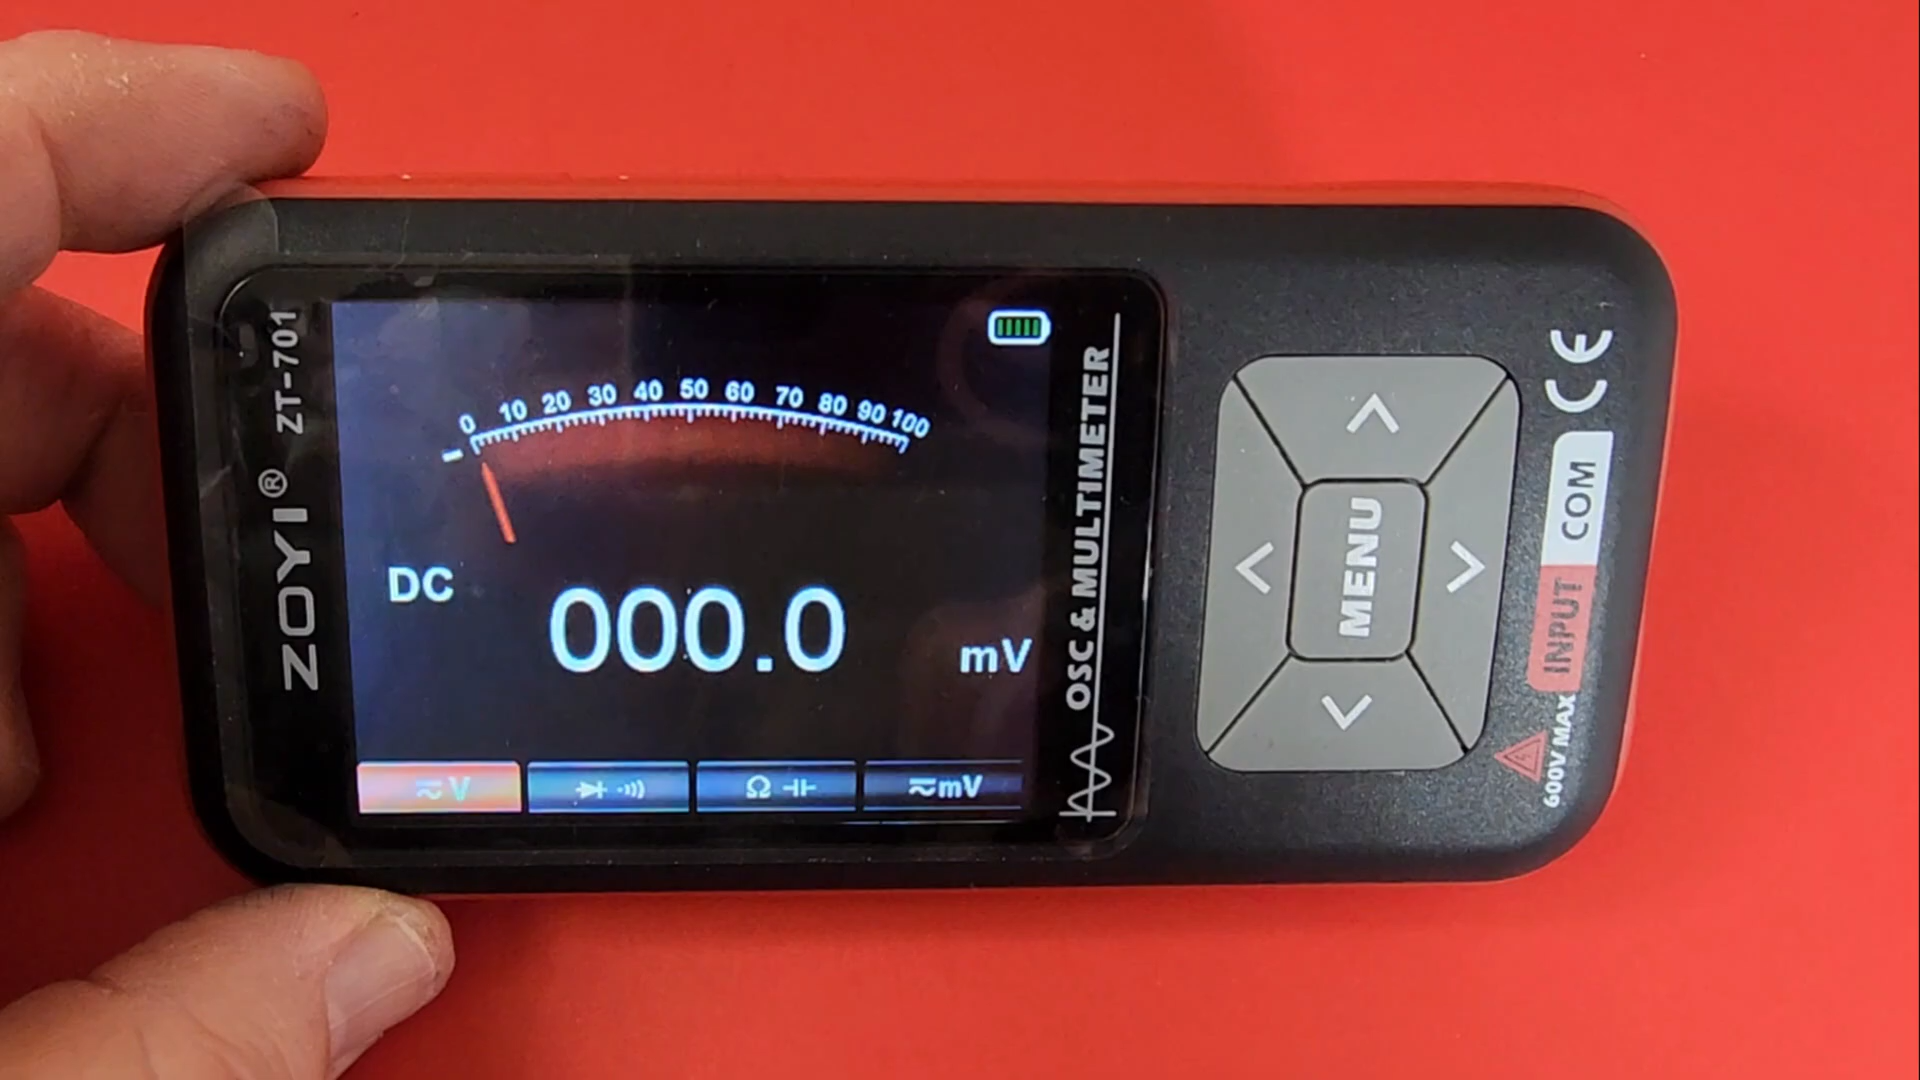 ZOYI® ZT-701
0 10 20 30 40 50 60 70 80 90 100
DC
000.0
mV
V
Ω
mV
OSC & MULTIMETER
MENU
600V MAX INPUT COM
CE